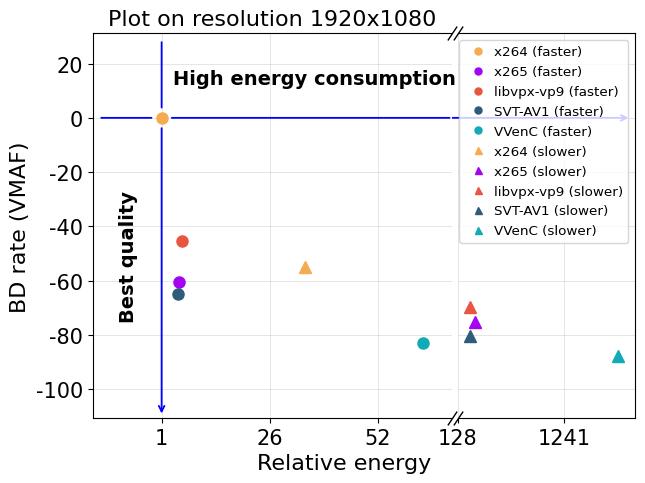 Plot on resolution 1920x1080
High energy consumption
Best quality
BD rate (VMAF)
20
0
-20
-40
-60
-80
-100
1
26
52
128
1241
Relative energy
x264 (faster)
x265 (faster)
libvpx-vp9 (faster)
SVT-AV1 (faster)
VVenC (faster)
x264 (slower)
x265 (slower)
libvpx-vp9 (slower)
SVT-AV1 (slower)
VVenC (slower)